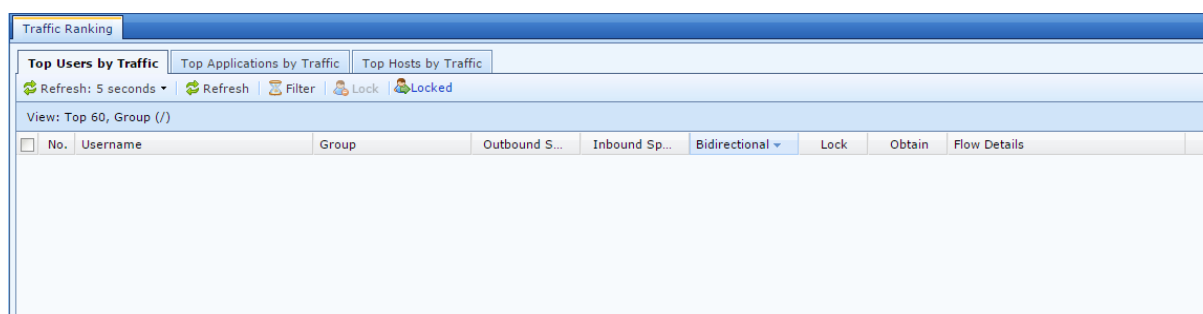 Traffic Ranking
Top Users by Traffic Top Applications by Traffic Top Hosts by Traffic
Refresh: 5 seconds Refresh Filter Lock Locked
View: Top 60, Group (/)
No. Username Group Outbound S... Inbound Sp... Bidirectional Lock Obtain Flow Details